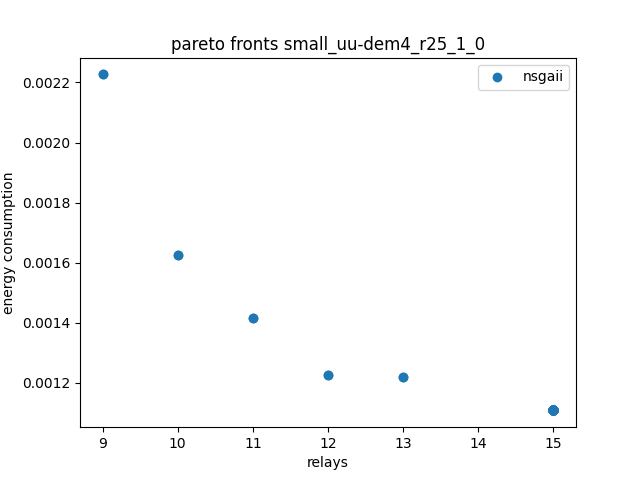 pareto fronts small_uu-dem4_r25_1_0
nsgaii
0.0022
0.0020
0.0018
0.0016
0.0014
0.0012
energy consumption
9 10 11 12 13 14 15
relays